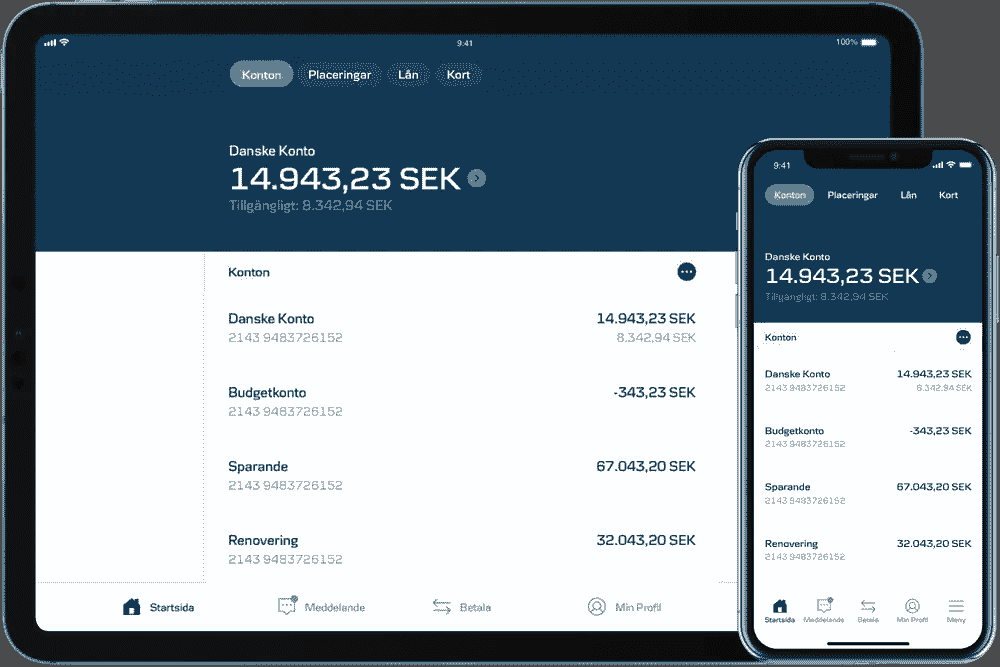 9:41
100%
Konton Placeringar Lån Kort
Danske Konto
14.943,23 SEK
Tillgängligt: 8.342,94 SEK
Konton
Danske Konto 14.943,23 SEK
2143 9483726152 8.342,94 SEK
Budgetkonto -343,23 SEK
2143 9483726152
Sparande 67.043,20 SEK
2143 9483726152
Renovering 32.043,20 SEK
2143 9483726152
Startsida Meddelande Betala Min Profil
9:41
Konton Placeringar Lån Kort
Danske Konto
14.943,23 SEK
Tillgängligt: 8.342,94 SEK
Konton
Danske Konto 14.943,23 SEK
2143 9483726152 8.342,94 SEK
Budgetkonto -343,23 SEK
2143 9483726152
Sparande 67.043,20 SEK
2143 9483726152
Renovering 32.043,20 SEK
2143 9483726152
Startsida Meddelande Betala Min Profil Meny